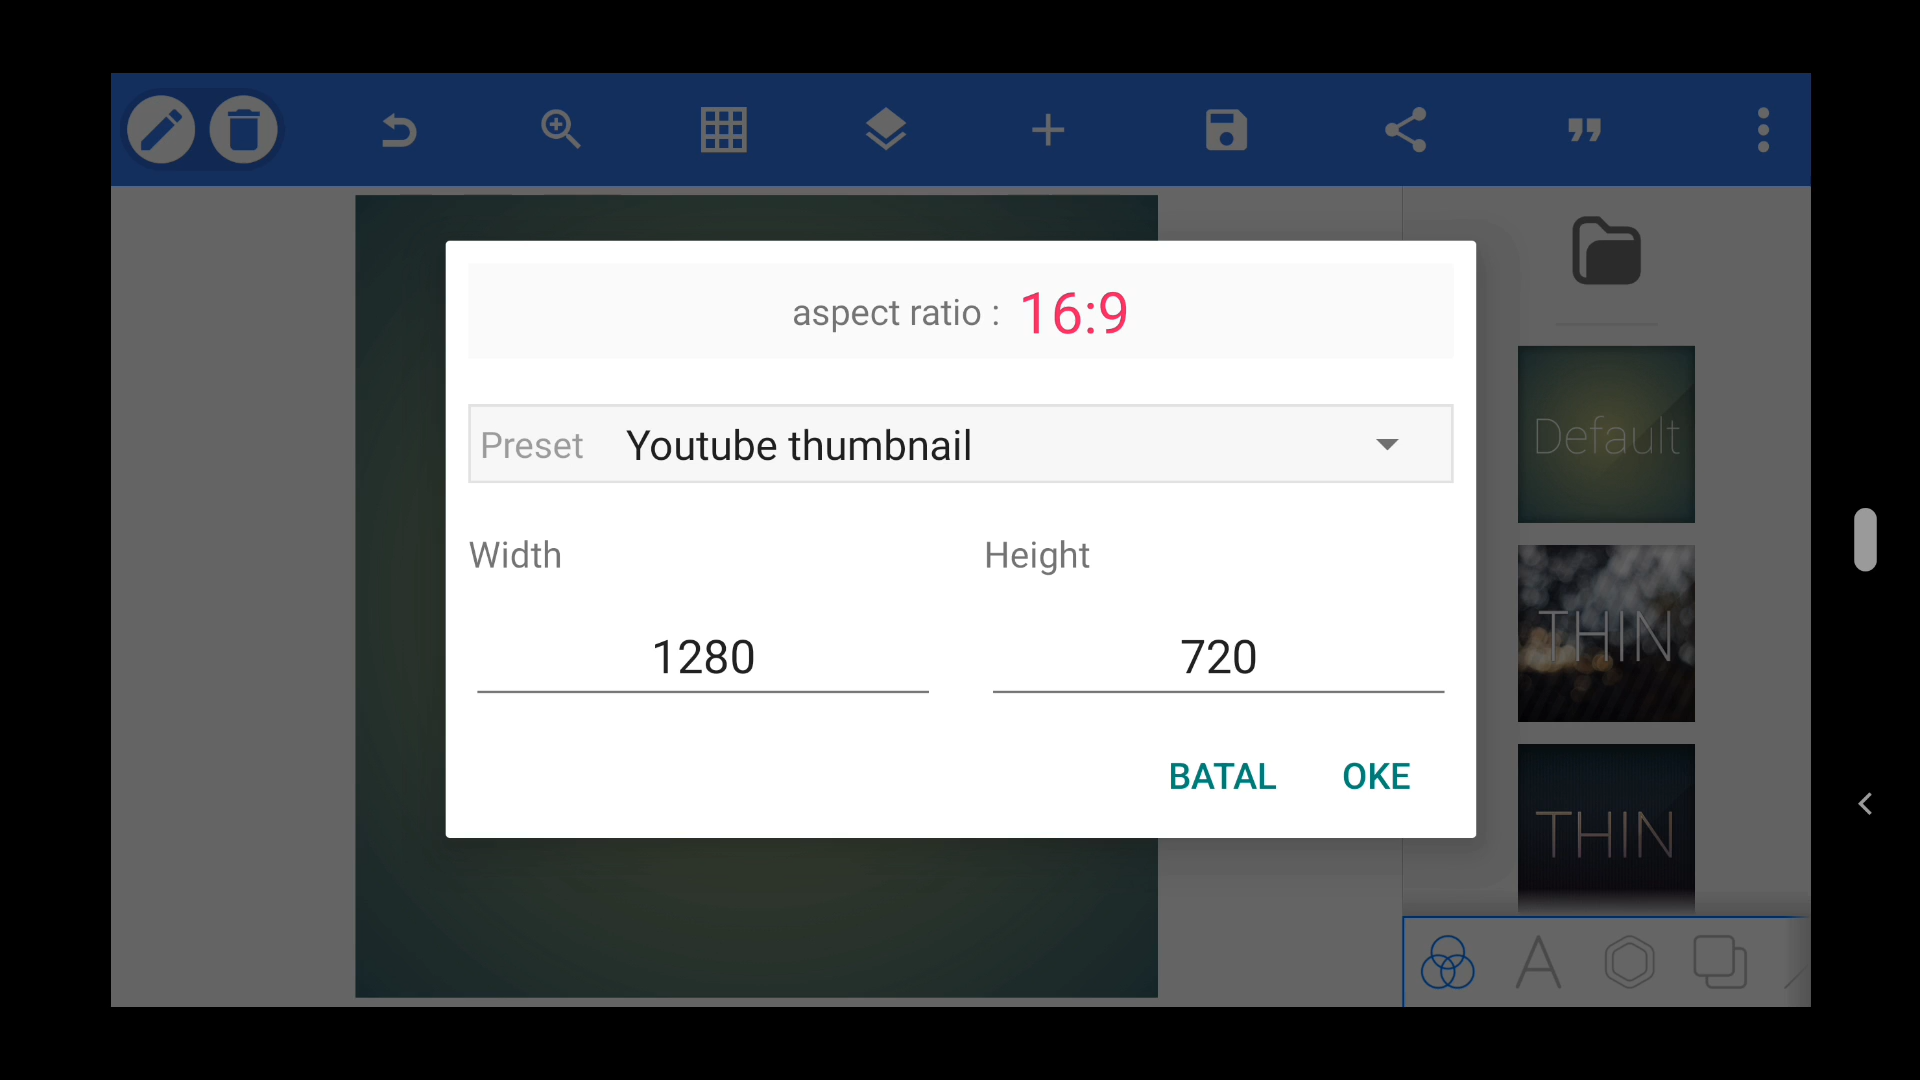 aspect ratio : 16:9
Preset Youtube thumbnail
Width Height
1280 720
BATAL OKE
Default
THIN
THIN